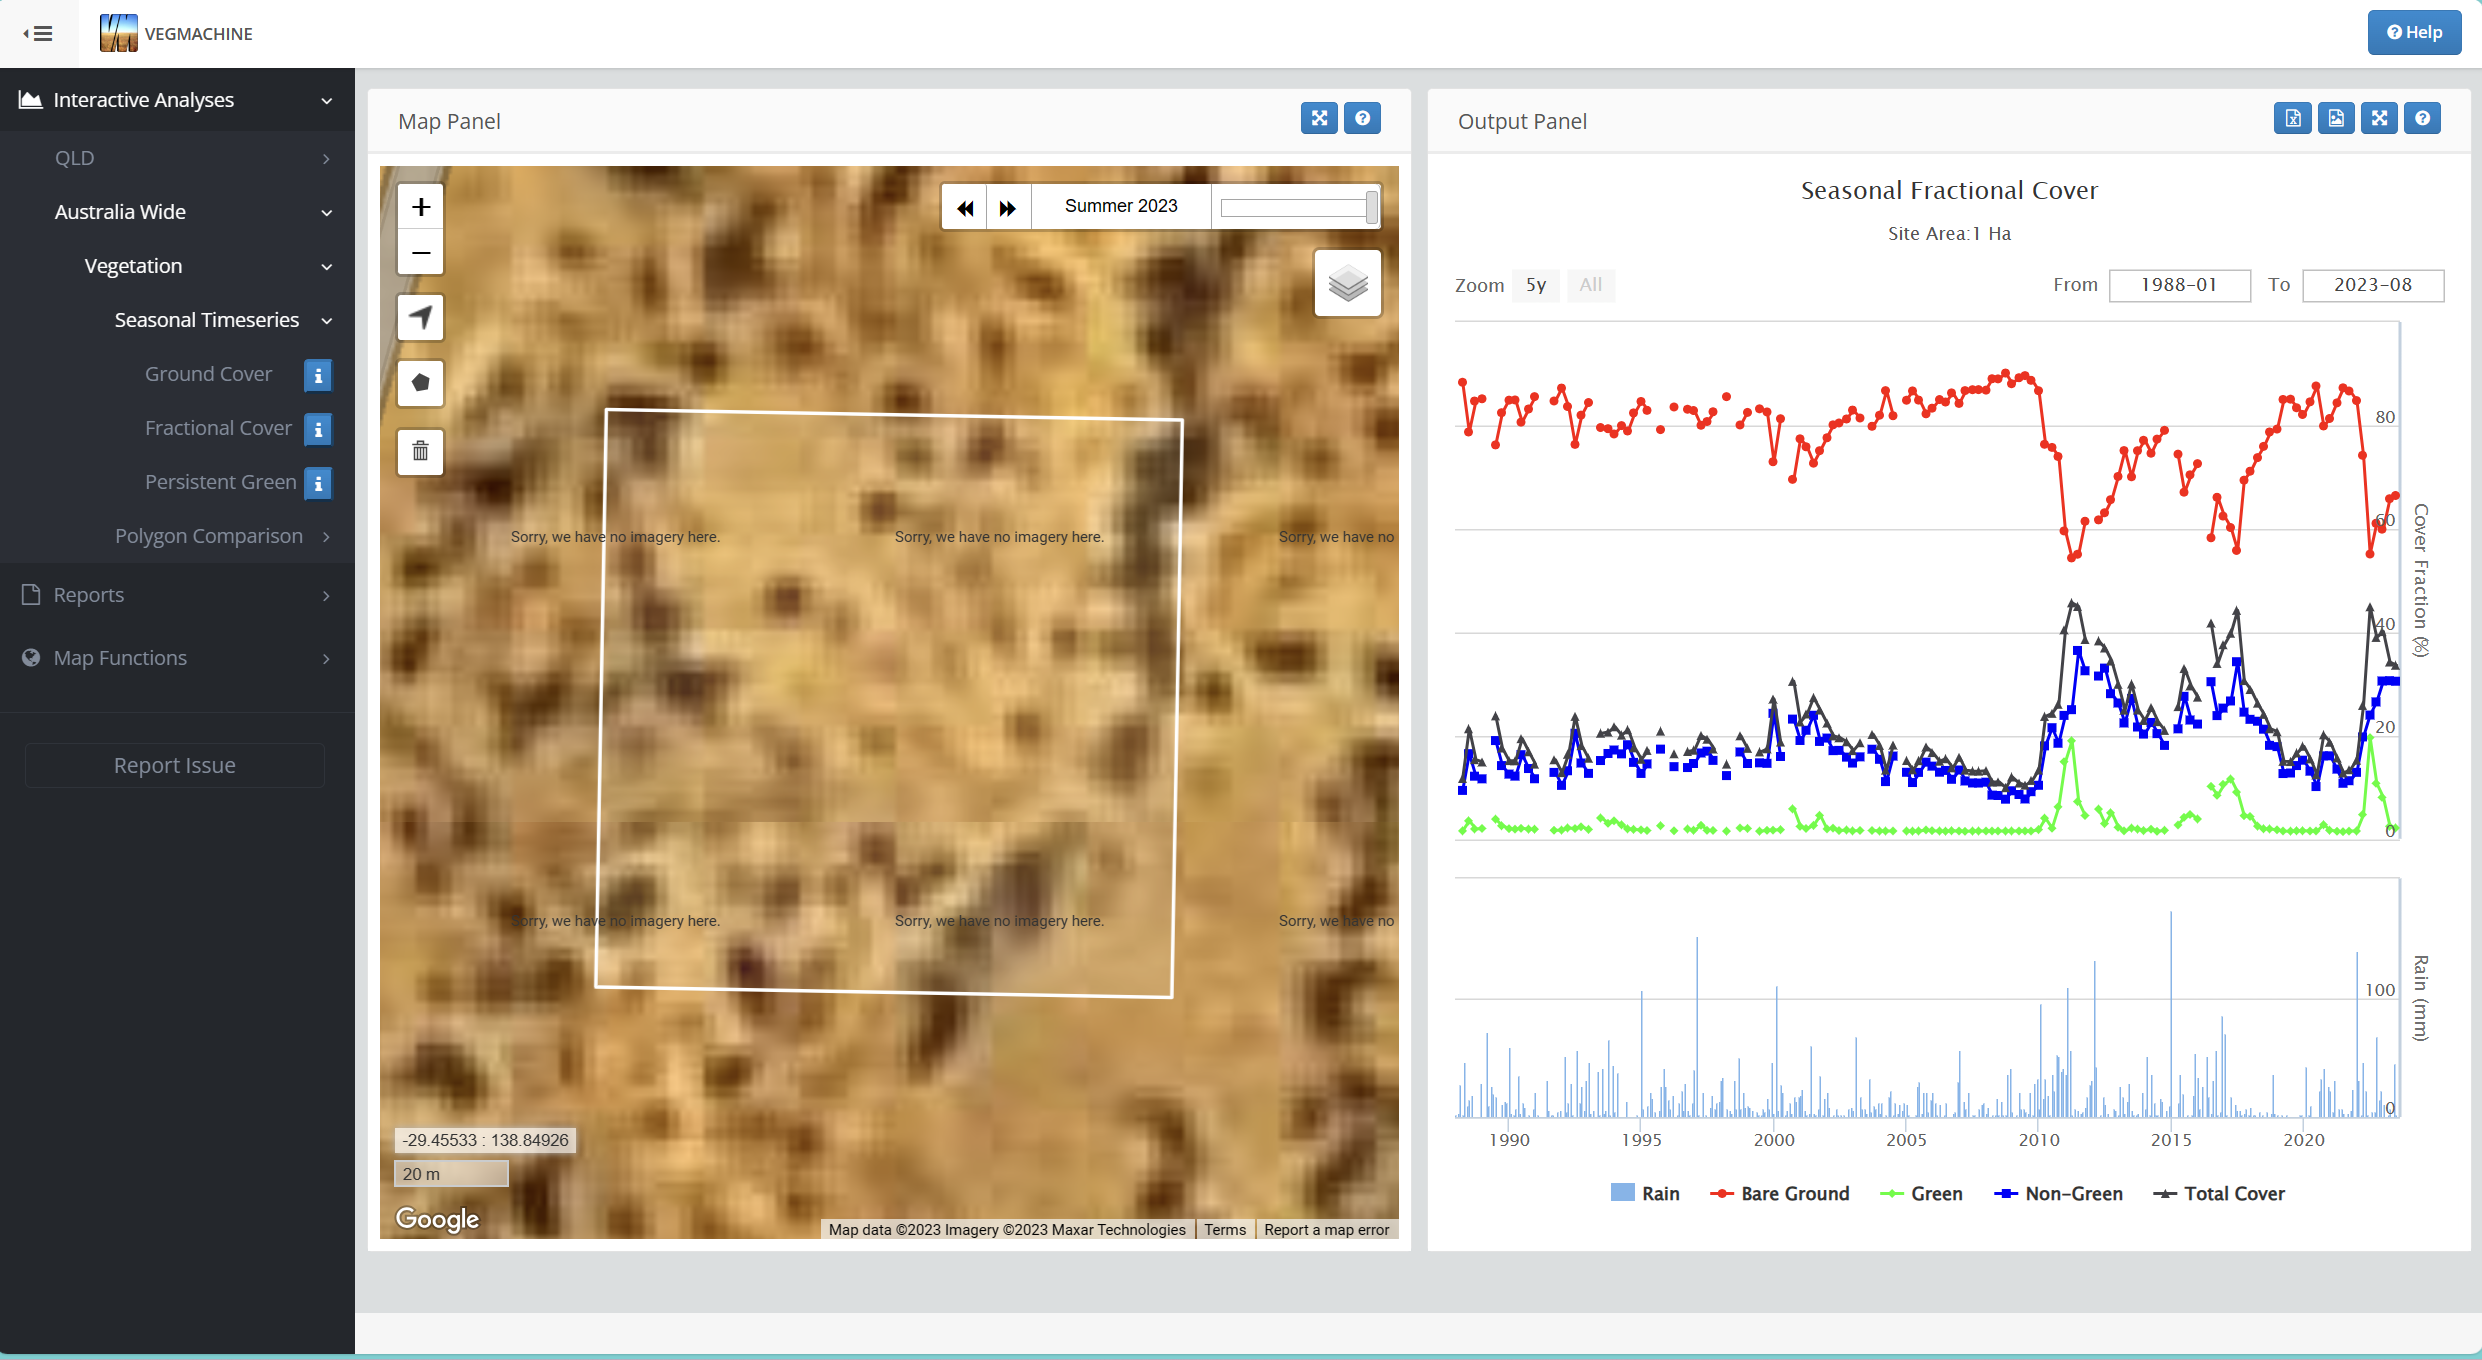 VEGMACHINE
Help
Interactive Analyses
QLD
Australia Wide
Vegetation
Seasonal Timeseries
Ground Cover
Fractional Cover
Persistent Green
Polygon Comparison
Reports
Map Functions
Report Issue
Map Panel
+
−
Summer 2023
Sorry, we have no imagery here.
Sorry, we have no imagery here.
Sorry, we have no
Sorry, we have no imagery here.
Sorry, we have no imagery here.
Sorry, we have no
-29.45533 : 138.84926
20 m
Google
Map data ©2023 Imagery ©2023 Maxar Technologies
Terms
Report a map error
Output Panel
Seasonal Fractional Cover
Site Area:1 Ha
Zoom 5y All
From 1988-01 To 2023-08
80
60
40
20
0
Cover Fraction (%)
100
0
Rain (mm)
1990 1995 2000 2005 2010 2015 2020
Rain Bare Ground Green Non-Green Total Cover